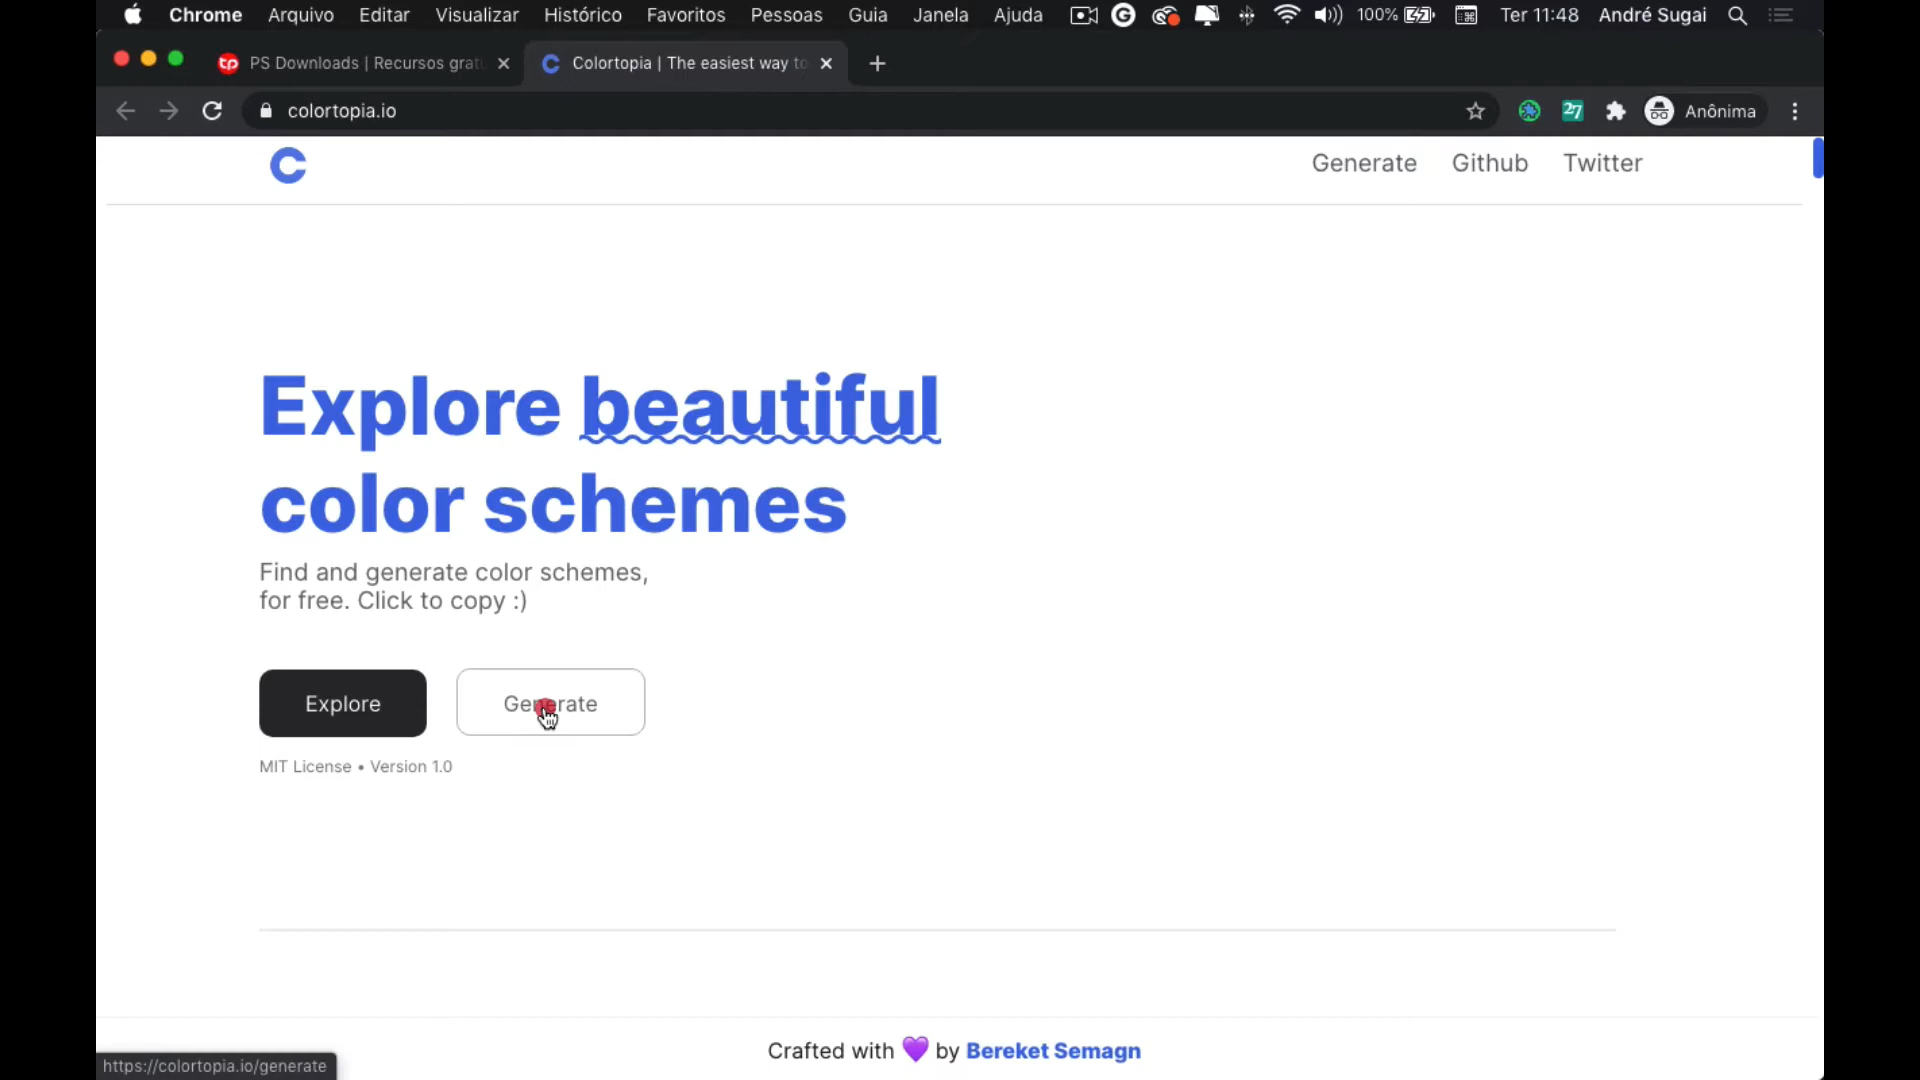 Chrome Arquivo Editar Visualizar Histórico Favoritos Pessoas Guia Janela Ajuda 100% Ter 11:48 André Sugai
PS Downloads | Recursos grat
Colortopia | The easiest way to
colortopia.io
27
Anônima
Generate Github Twitter
Explore beautiful
color schemes
Find and generate color schemes,
for free. Click to copy :)
Explore
Generate
MIT License • Version 1.0
Crafted with 💜 by Bereket Semagn
https://colortopia.io/generate